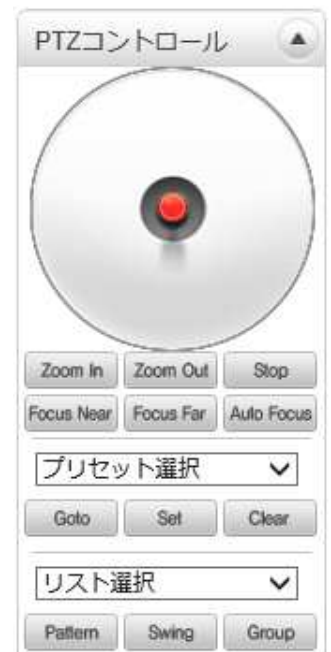 PTZコントロール
Zoom In Zoom Out Stop
Focus Near Focus Far Auto Focus
プリセット選択
Goto Set Clear
リスト選択
Pattern Swing Group